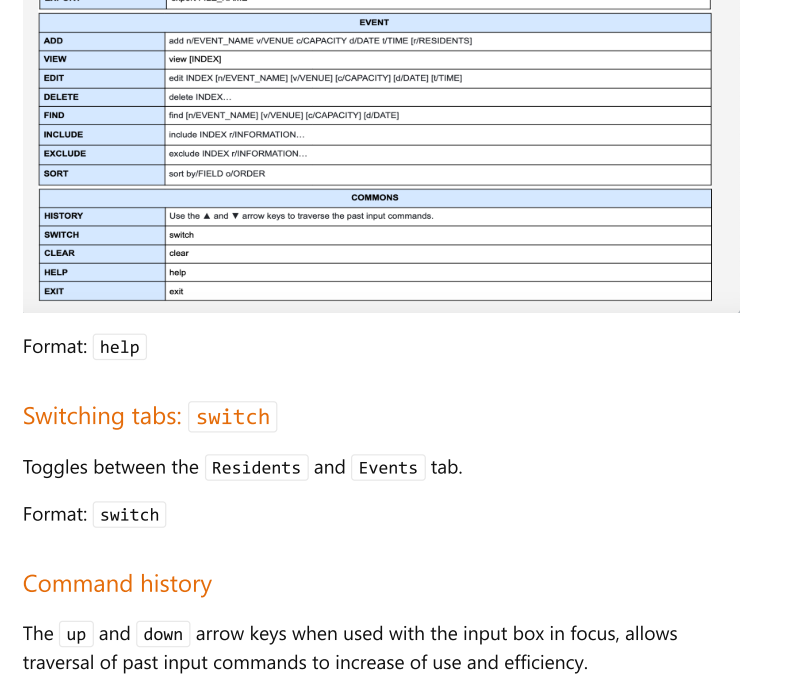 EVENT
ADD add n/EVENT_NAME v/VENUE c/CAPACITY d/DATE t/TIME [r/RESIDENTS]
VIEW view [INDEX]
EDIT edit INDEX [n/EVENT_NAME] [v/VENUE] [c/CAPACITY] [d/DATE] [t/TIME]
DELETE delete INDEX…
FIND find [n/EVENT_NAME] [v/VENUE] [c/CAPACITY] [d/DATE]
INCLUDE include INDEX r/INFORMATION…
EXCLUDE exclude INDEX r/INFORMATION…
SORT sort by/FIELD o/ORDER
COMMONS
HISTORY Use the ▲ and ▼ arrow keys to traverse the past input commands.
SWITCH switch
CLEAR clear
HELP help
EXIT exit
Format: help
Switching tabs: switch
Toggles between the Residents and Events tab.
Format: switch
Command history
The up and down arrow keys when used with the input box in focus, allows
traversal of past input commands to increase of use and efficiency.